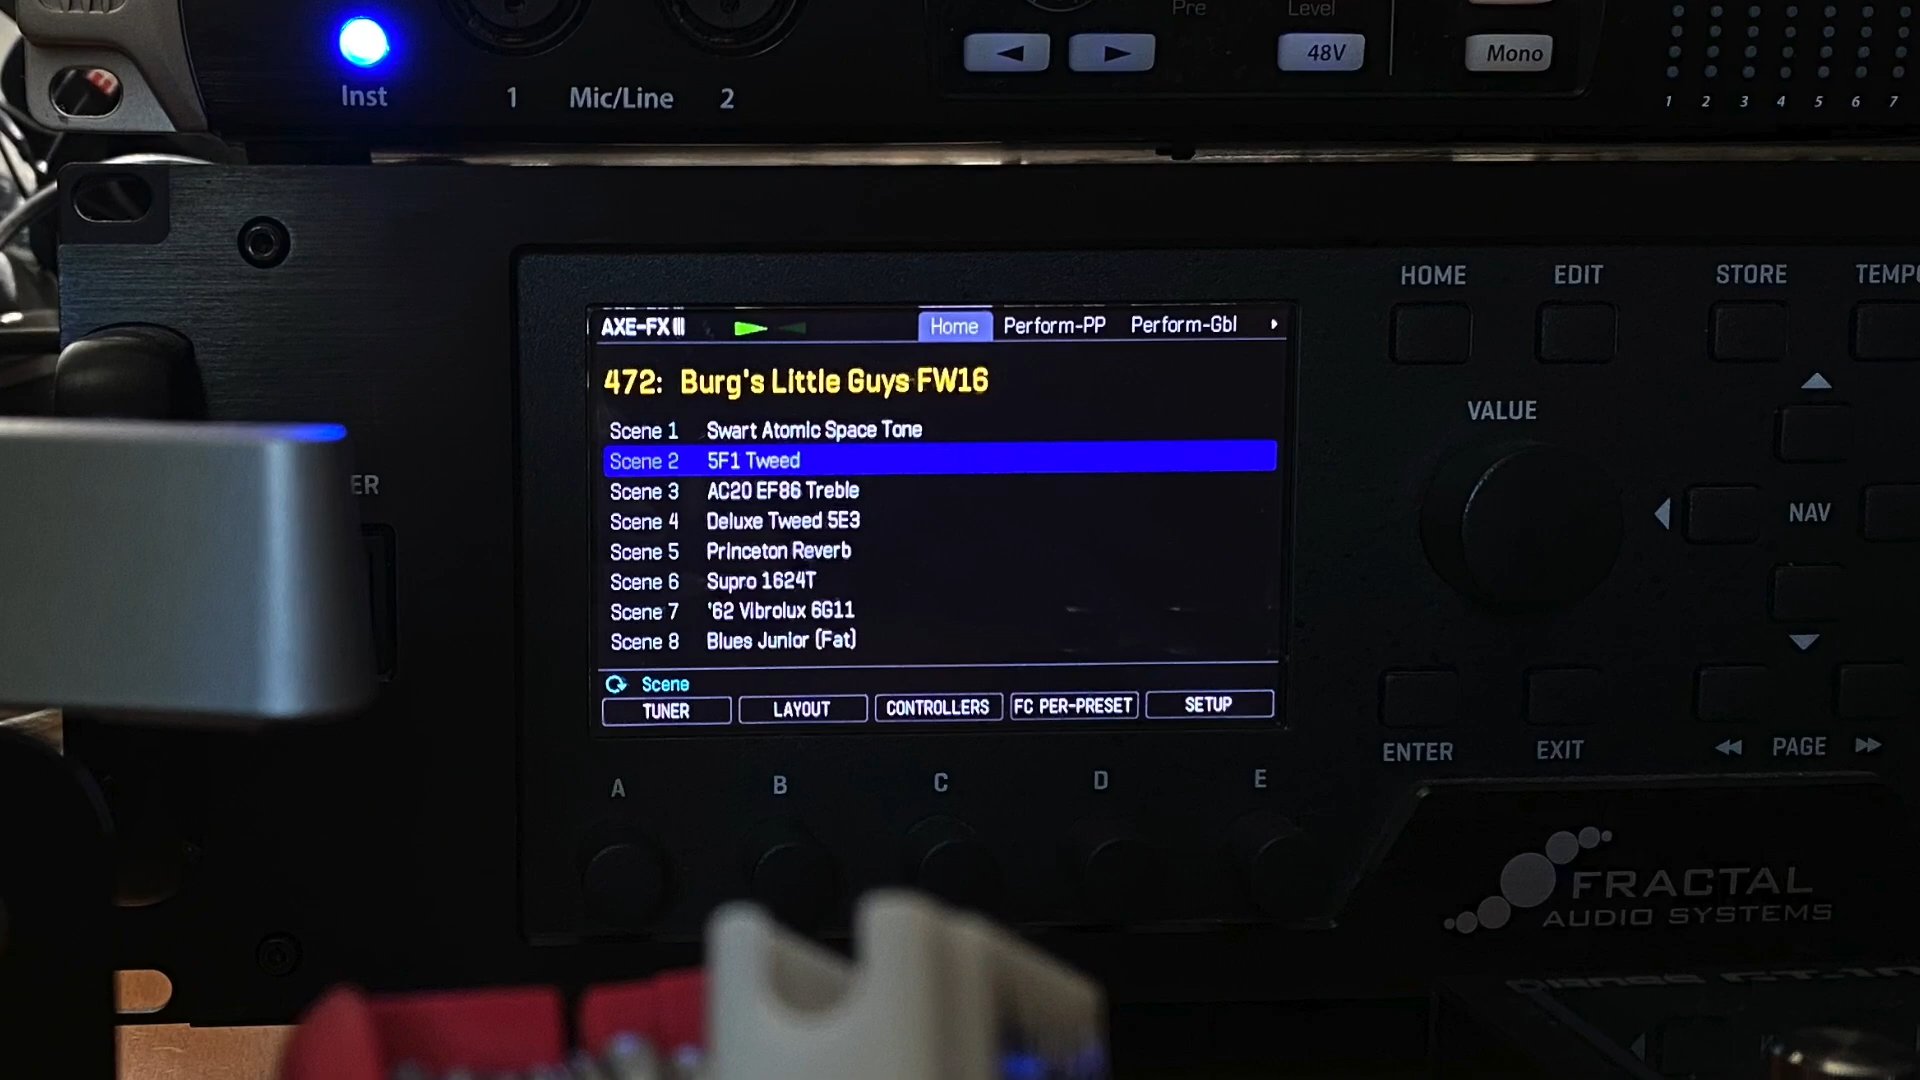 Pre Level
48V Mono
Inst 1 Mic/Line 2
1 2 3 4 5 6 7
HOME EDIT STORE TEMPO
AXE-FX III Home Perform-PP Perform-Gbl
472: Burg's Little Guys FW16
Scene 1 Swart Atomic Space Tone
Scene 2 5F1 Tweed
Scene 3 AC20 EF86 Treble
Scene 4 Deluxe Tweed 5E3
Scene 5 Princeton Reverb
Scene 6 Supro 1624T
Scene 7 '62 Vibrolux 6G11
Scene 8 Blues Junior (Fat)
Scene
TUNER LAYOUT CONTROLLERS FC PER-PRESET SETUP
VALUE
ER
NAV
ENTER EXIT PAGE
A B C D E
FRACTAL
AUDIO SYSTEMS